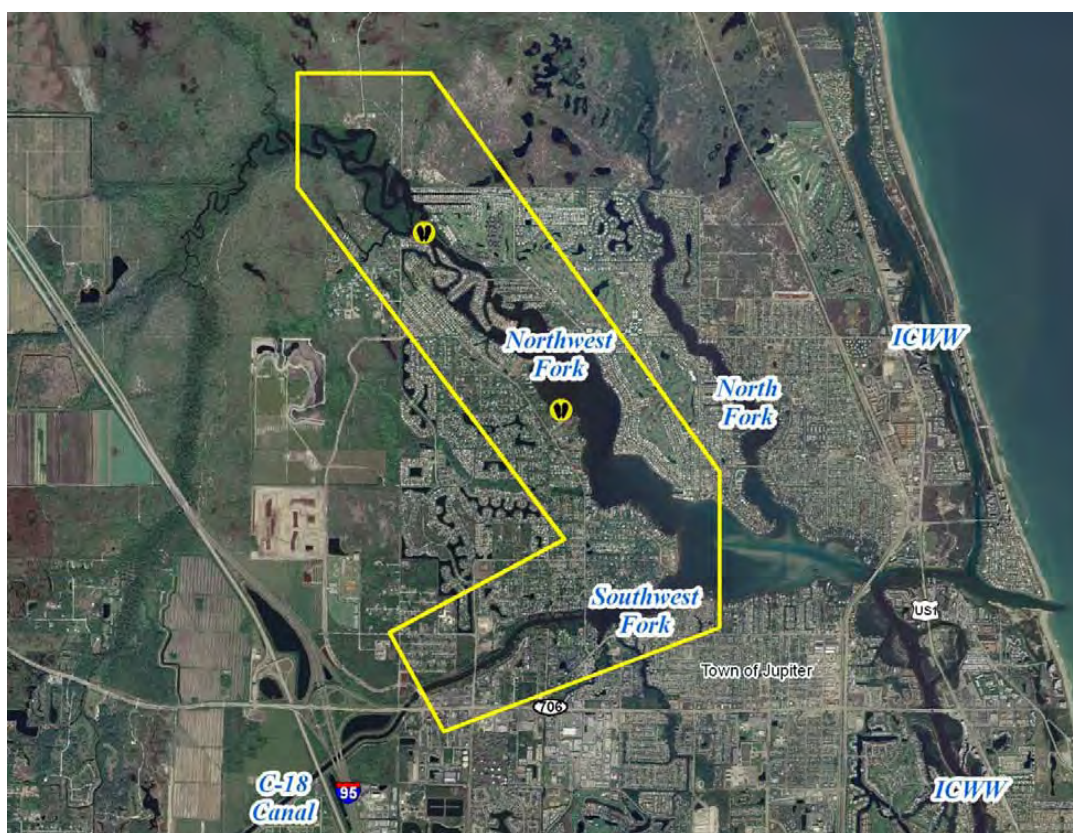 ICWW
Northwest
Fork
North
Fork
Southwest
Fork
US1
Town of Jupiter
706
C-18
Canal
95
ICWW